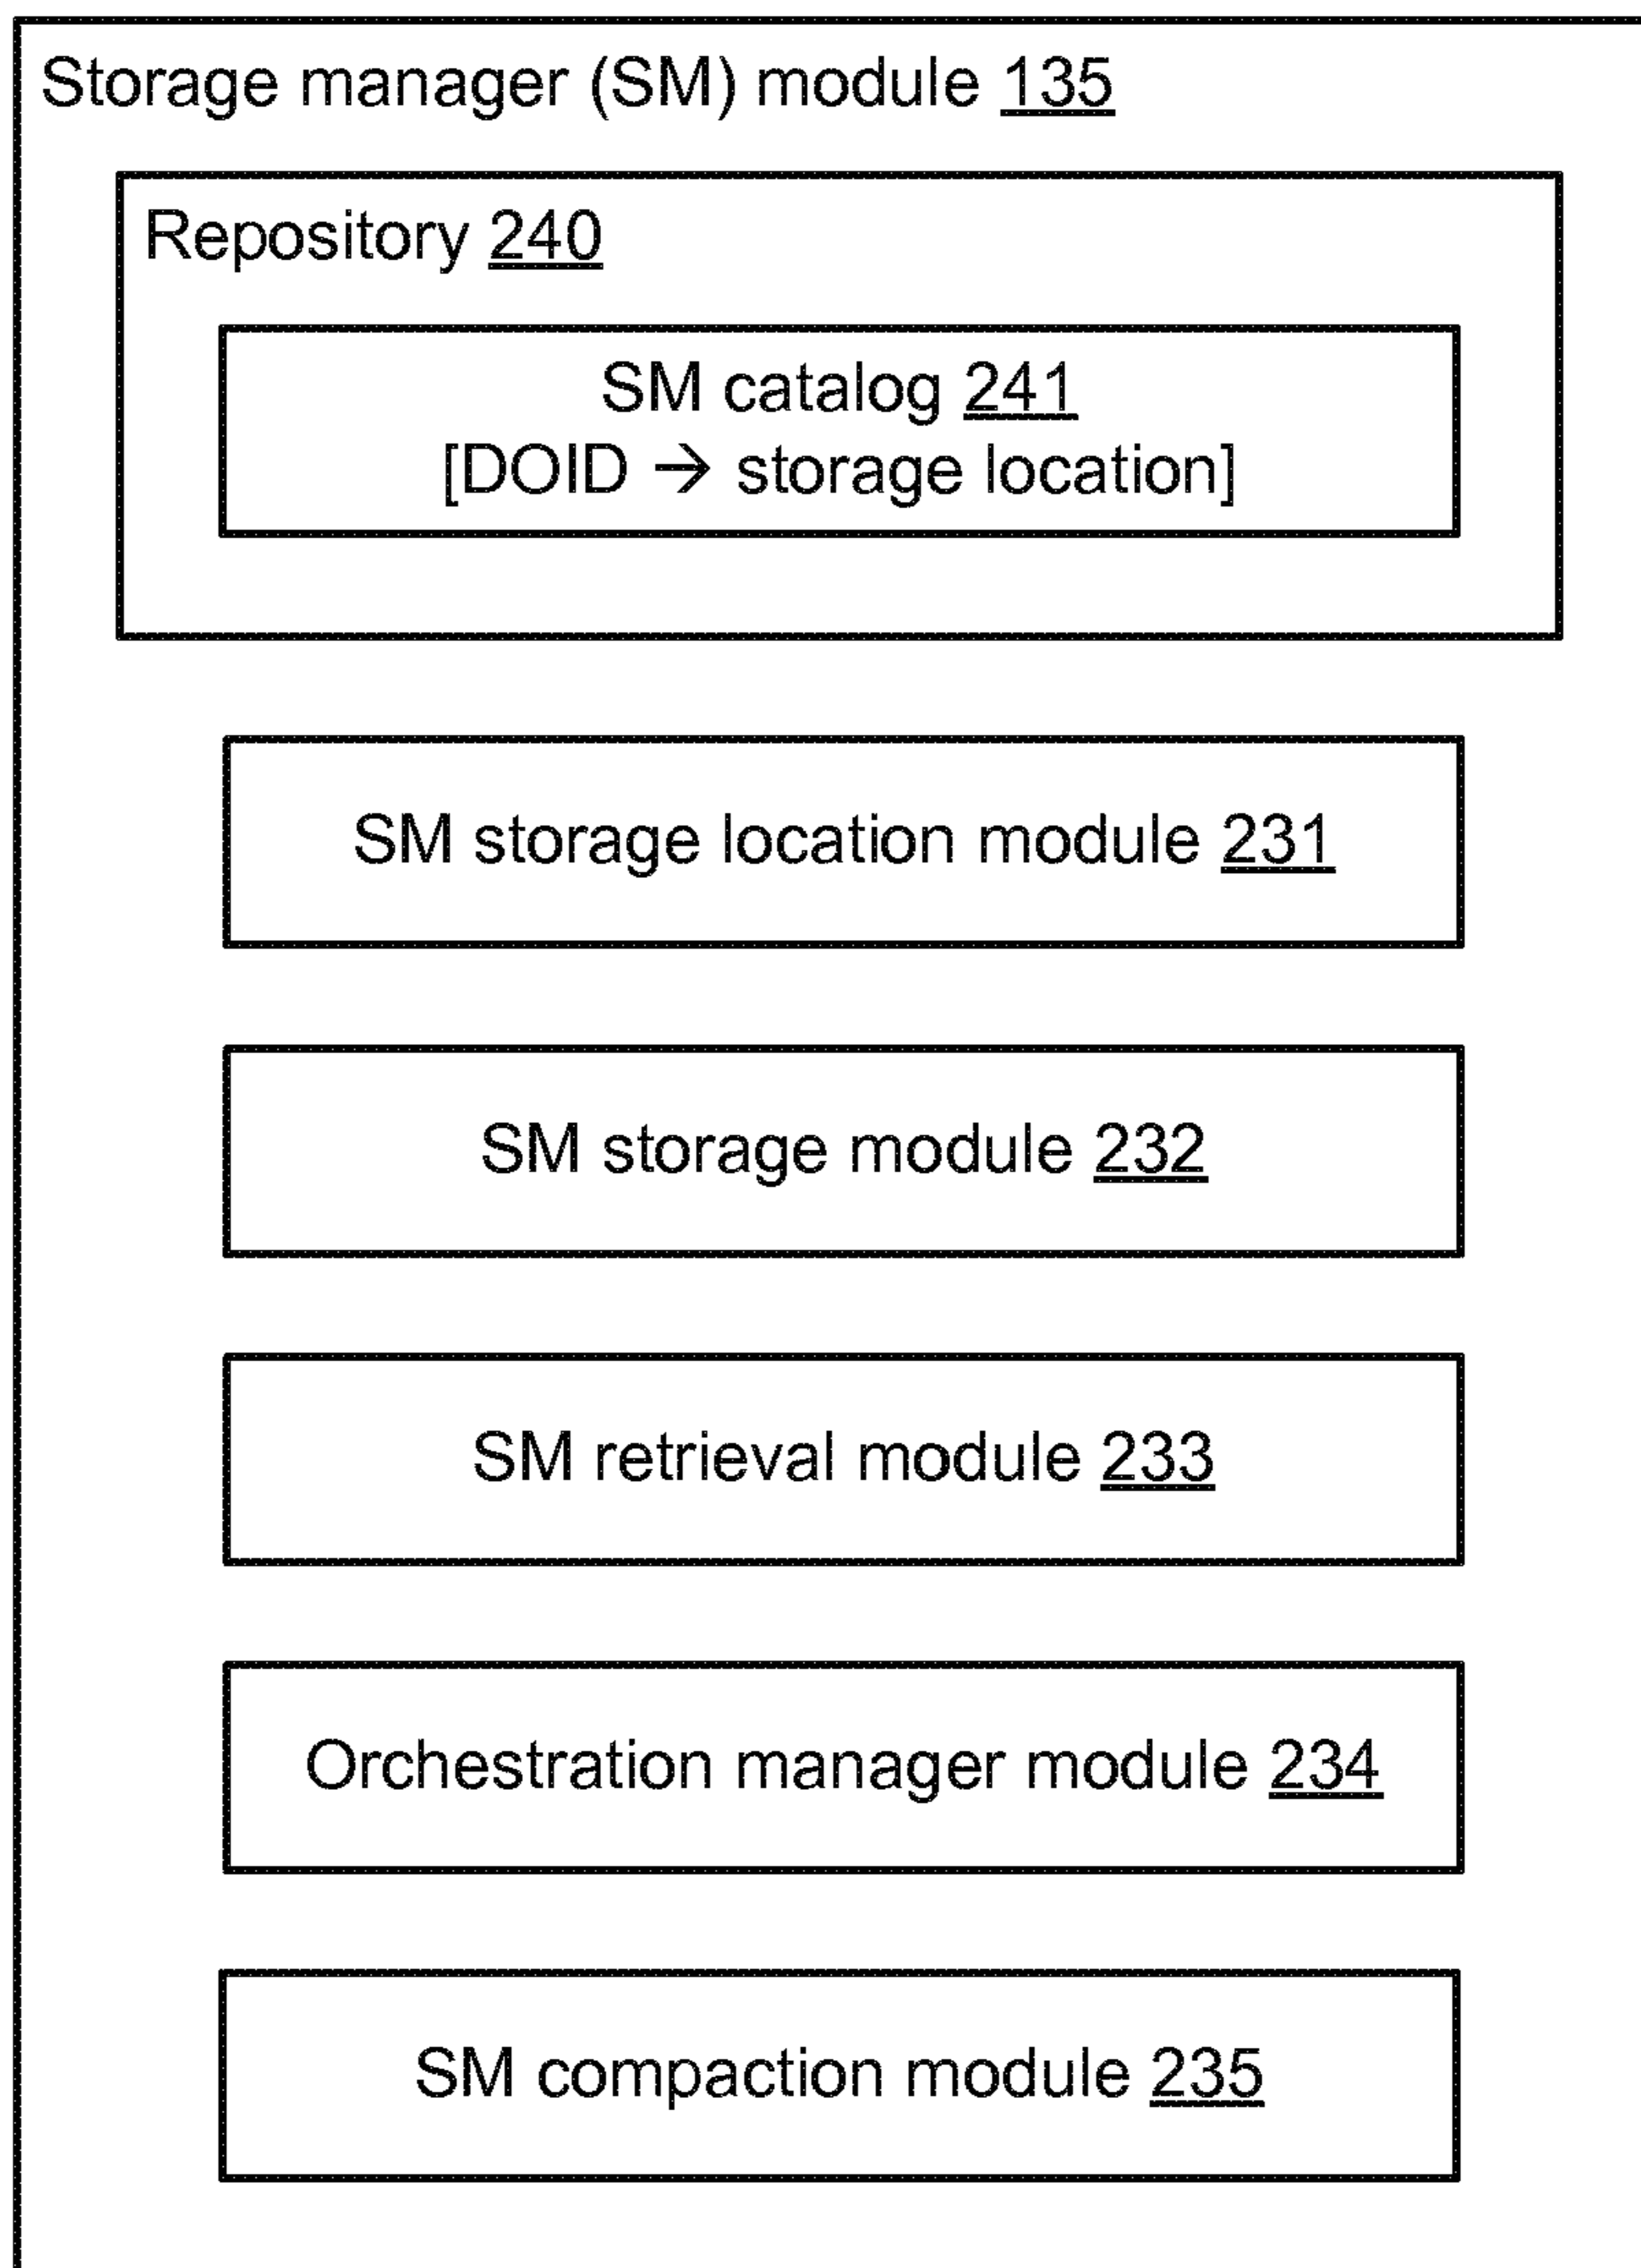 Storage manager (SM) module 135
Repository 240
SM catalog 241
[DOID → storage location]
SM storage location module 231
SM storage module 232
SM retrieval module 233
Orchestration manager module 234
SM compaction module 235